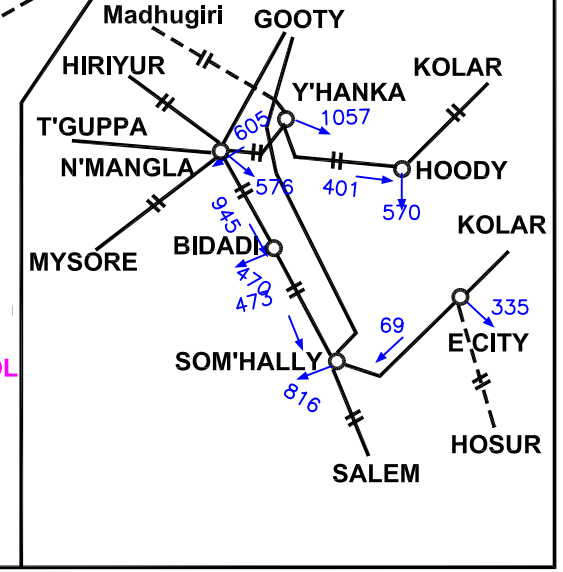 Madhugiri
GOOTY
HIRIYUR
KOLAR
Y'HANKA
T'GUPPA
605
1057
N'MANGLA
576
401
HOODY
570
945
KOLAR
BIDADI
MYSORE
470
473
335
69
E'CITY
SOM'HALLY
OL
816
HOSUR
SALEM